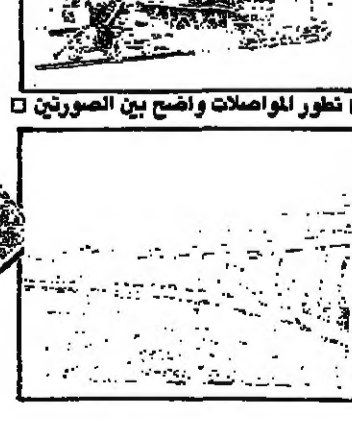 □ تطور المواصلات واضح بين الصورتين □